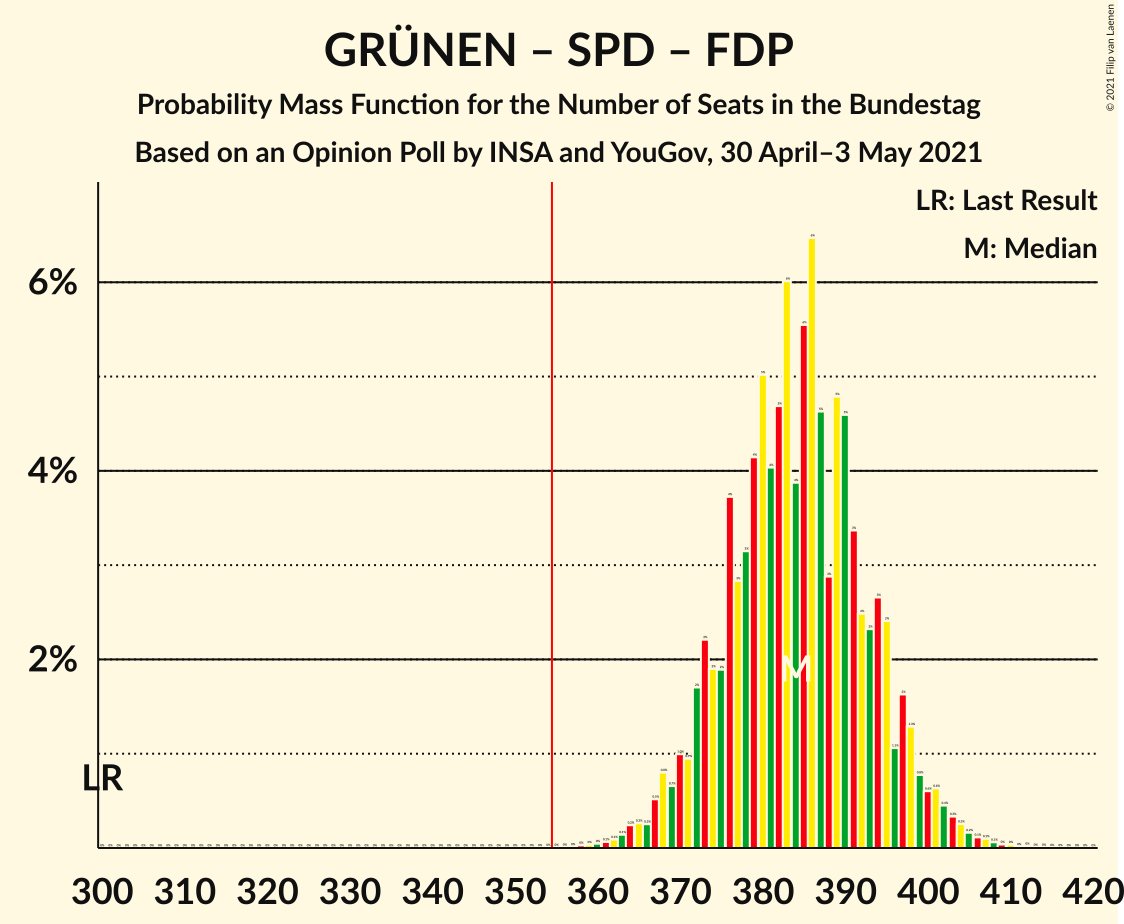 GRÜNEN – SPD – FDP
Probability Mass Function for the Number of Seats in the Bundestag
Based on an Opinion Poll by INSA and YouGov, 30 April–3 May 2021
© 2021 Filip van Laenen
LR: Last Result
M: Median
6%
4%
2%
M
LR
300 310 320 330 340 350 360 370 380 390 400 410 420